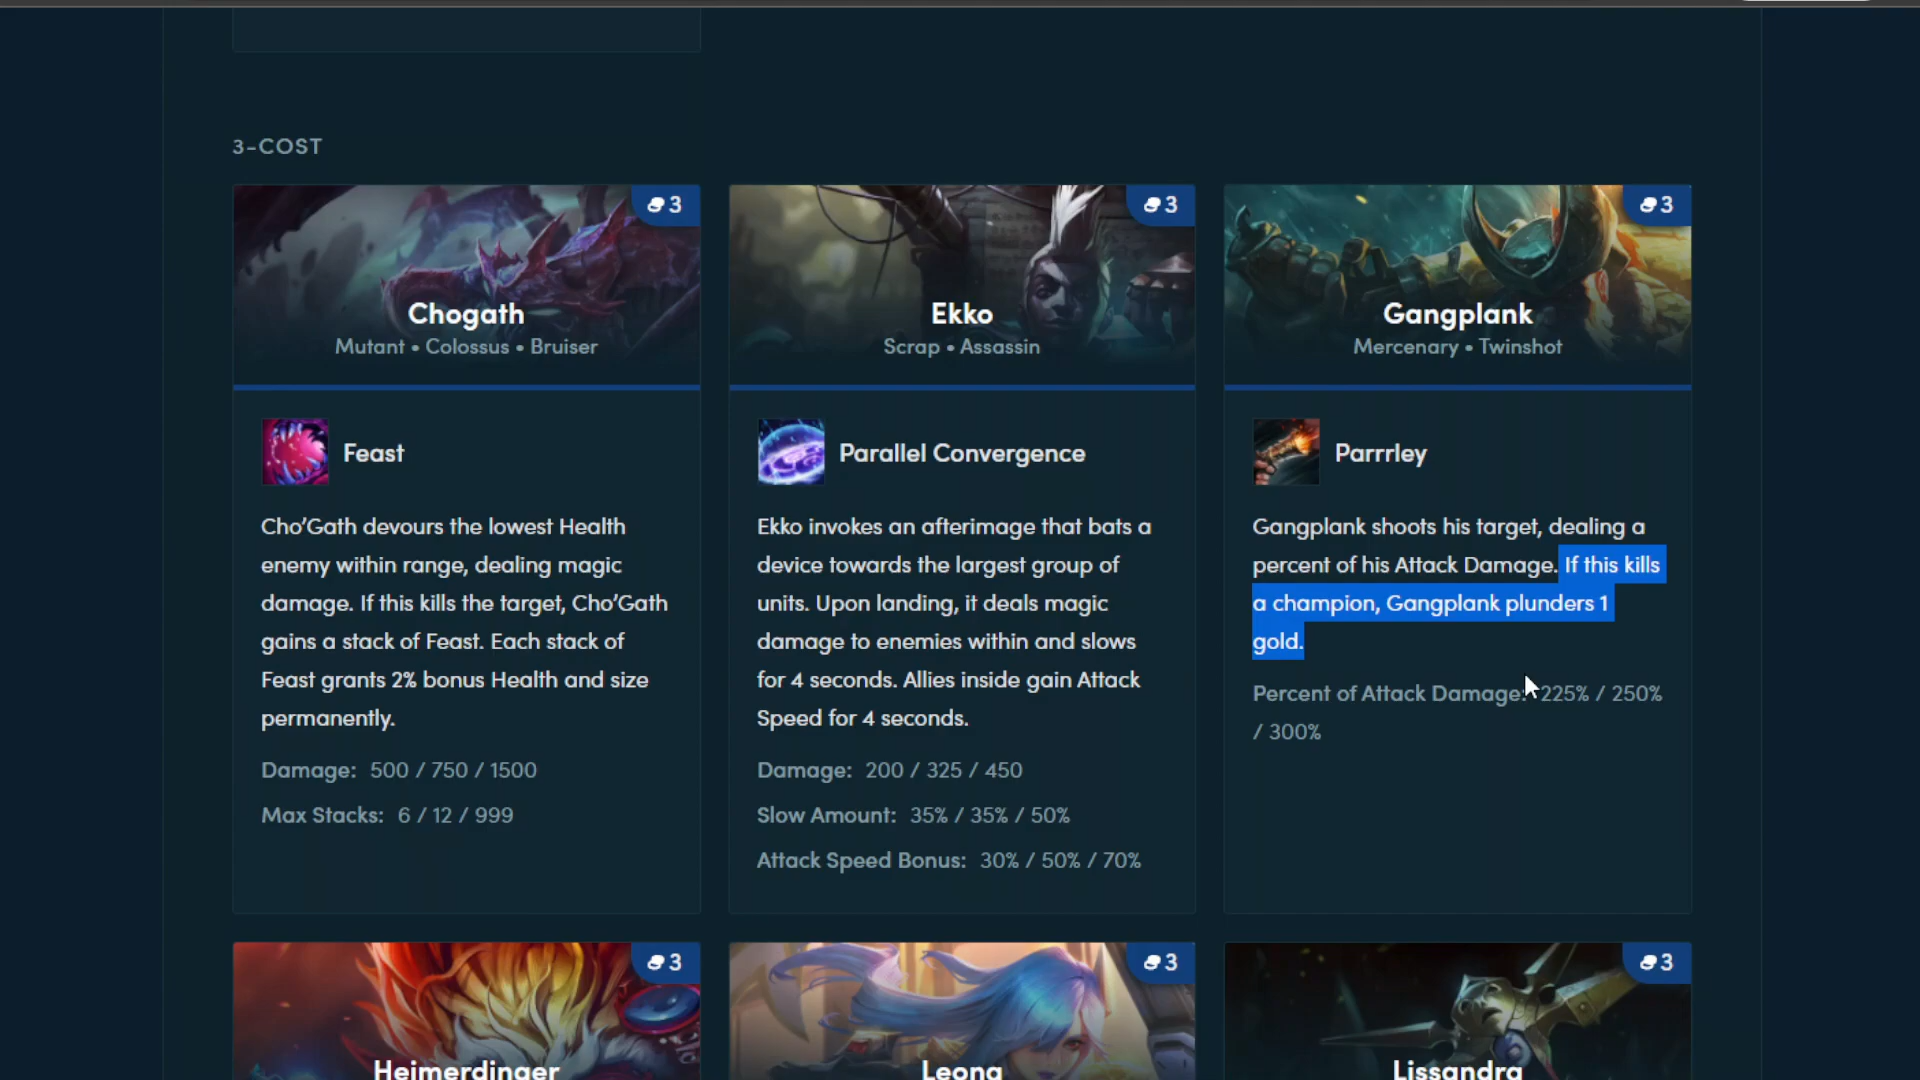 3-COST
3
Chogath
Mutant • Colossus • Bruiser
Feast
Cho'Gath devours the lowest Health
enemy within range, dealing magic
damage. If this kills the target, Cho'Gath
gains a stack of Feast. Each stack of
Feast grants 2% bonus Health and size
permanently.
Damage: 500 / 750 / 1500
Max Stacks: 6 / 12 / 999
3
Ekko
Scrap • Assassin
Parallel Convergence
Ekko invokes an afterimage that bats a
device towards the largest group of
units. Upon landing, it deals magic
damage to enemies within and slows
for 4 seconds. Allies inside gain Attack
Speed for 4 seconds.
Damage: 200 / 325 / 450
Slow Amount: 35% / 35% / 50%
Attack Speed Bonus: 30% / 50% / 70%
3
Gangplank
Mercenary • Twinshot
Parrrley
Gangplank shoots his target, dealing a
percent of his Attack Damage. If this kills
a champion, Gangplank plunders 1
gold.
Percent of Attack Damage: 225% / 250%
/ 300%
3
Heimerdinger
3
Leona
3
Lissandra